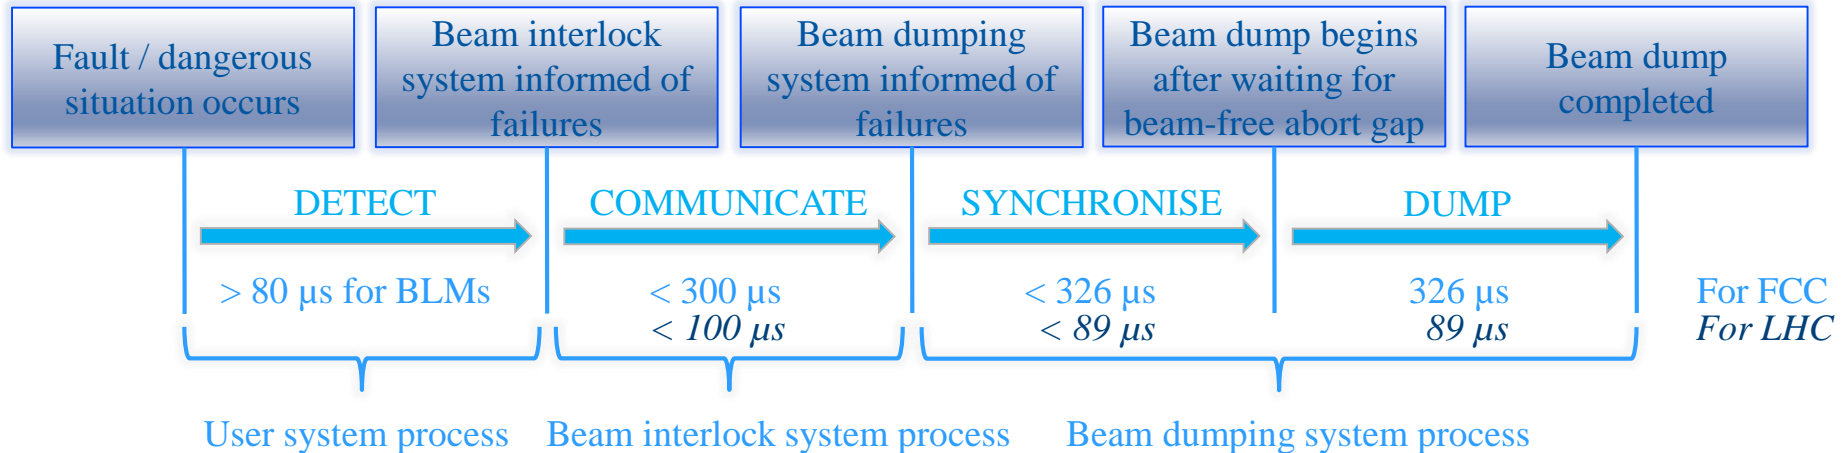 Fault / dangerous
situation occurs
Beam interlock
system informed of
failures
Beam dumping
system informed of
failures
Beam dump begins
after waiting for
beam-free abort gap
Beam dump
completed
DETECT
COMMUNICATE
SYNCHRONISE
DUMP
> 80 µs for BLMs
< 300 µs
< 326 µs
326 µs
For FCC
< 100 µs
< 89 µs
89 µs
For LHC
User system process
Beam interlock system process
Beam dumping system process